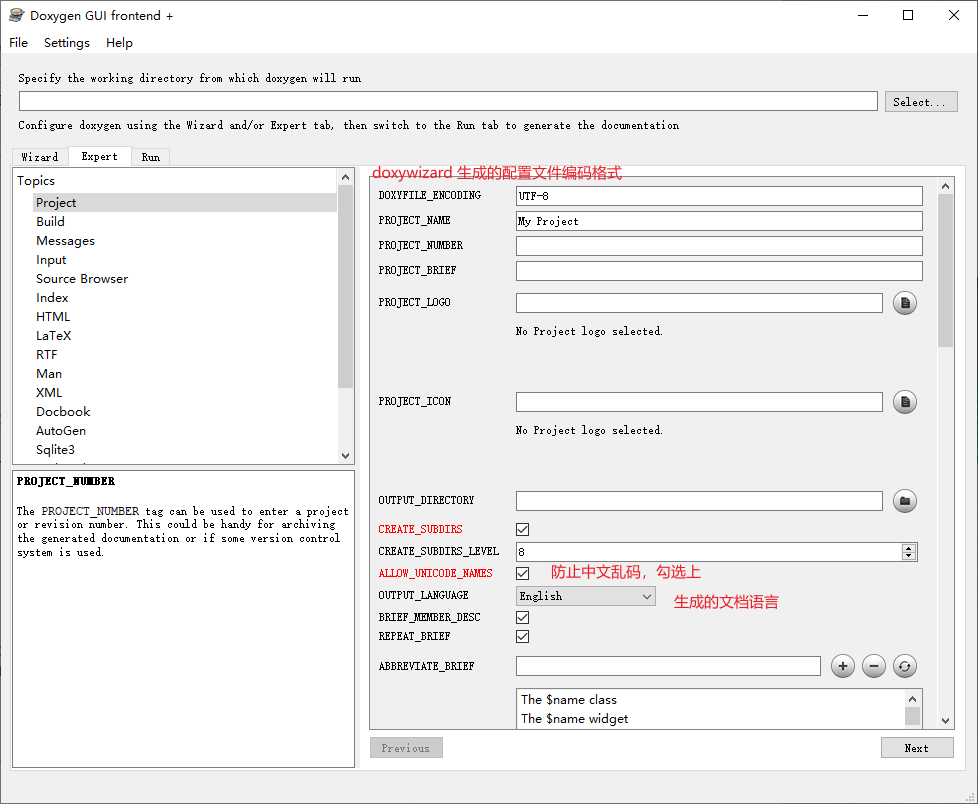 Doxygen GUI frontend +
File Settings Help
Specify the working directory from which doxygen will run
Select...
Configure doxygen using the Wizard and/or Expert tab, then switch to the Run tab to generate the documentation
Wizard Expert Run
Topics
Project
Build
Messages
Input
Source Browser
Index
HTML
LaTeX
RTF
Man
XML
Docbook
AutoGen
Sqlite3
PROJECT_NUMBER
The PROJECT_NUMBER tag can be used to enter a project
or revision number. This could be handy for archiving
the generated documentation or if some version control
system is used.
doxywizard 生成的配置文件编码格式
DOXYFILE_ENCODING UTF-8
PROJECT_NAME My Project
PROJECT_NUMBER
PROJECT_BRIEF
PROJECT_LOGO
No Project logo selected.
PROJECT_ICON
No Project logo selected.
OUTPUT_DIRECTORY
CREATE_SUBDIRS
CREATE_SUBDIRS_LEVEL 8
ALLOW_UNICODE_NAMES 防止中文乱码，勾选上
OUTPUT_LANGUAGE English 生成的文档语言
BRIEF_MEMBER_DESC
REPEAT_BRIEF
ABBREVIATE_BRIEF
The $name class
The $name widget
Previous Next